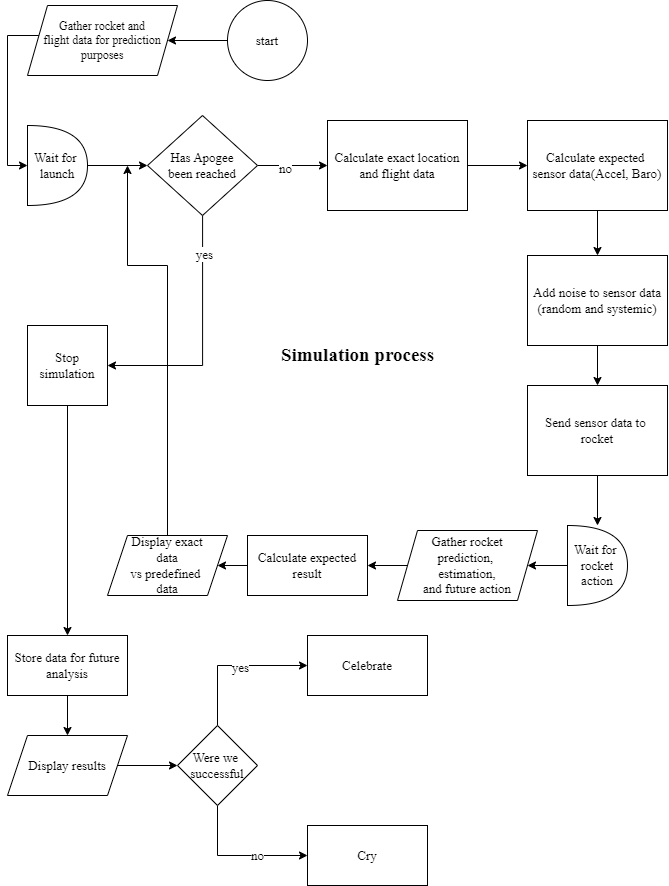 Gather rocket and
flight data for prediction
purposes
start
Wait for
launch
Has Apogee
been reached
no
Calculate exact location
and flight data
Calculate expected
sensor data(Accel, Baro)
yes
Add noise to sensor data
(random and systemic)
Simulation process
Stop
simulation
Send sensor data to
rocket
Wait for
rocket
action
Gather rocket
prediction,
estimation,
and future action
Calculate expected
result
Display exact
data
vs predefined
data
Store data for future
analysis
yes
Celebrate
Display results
Were we
successful
no
Cry